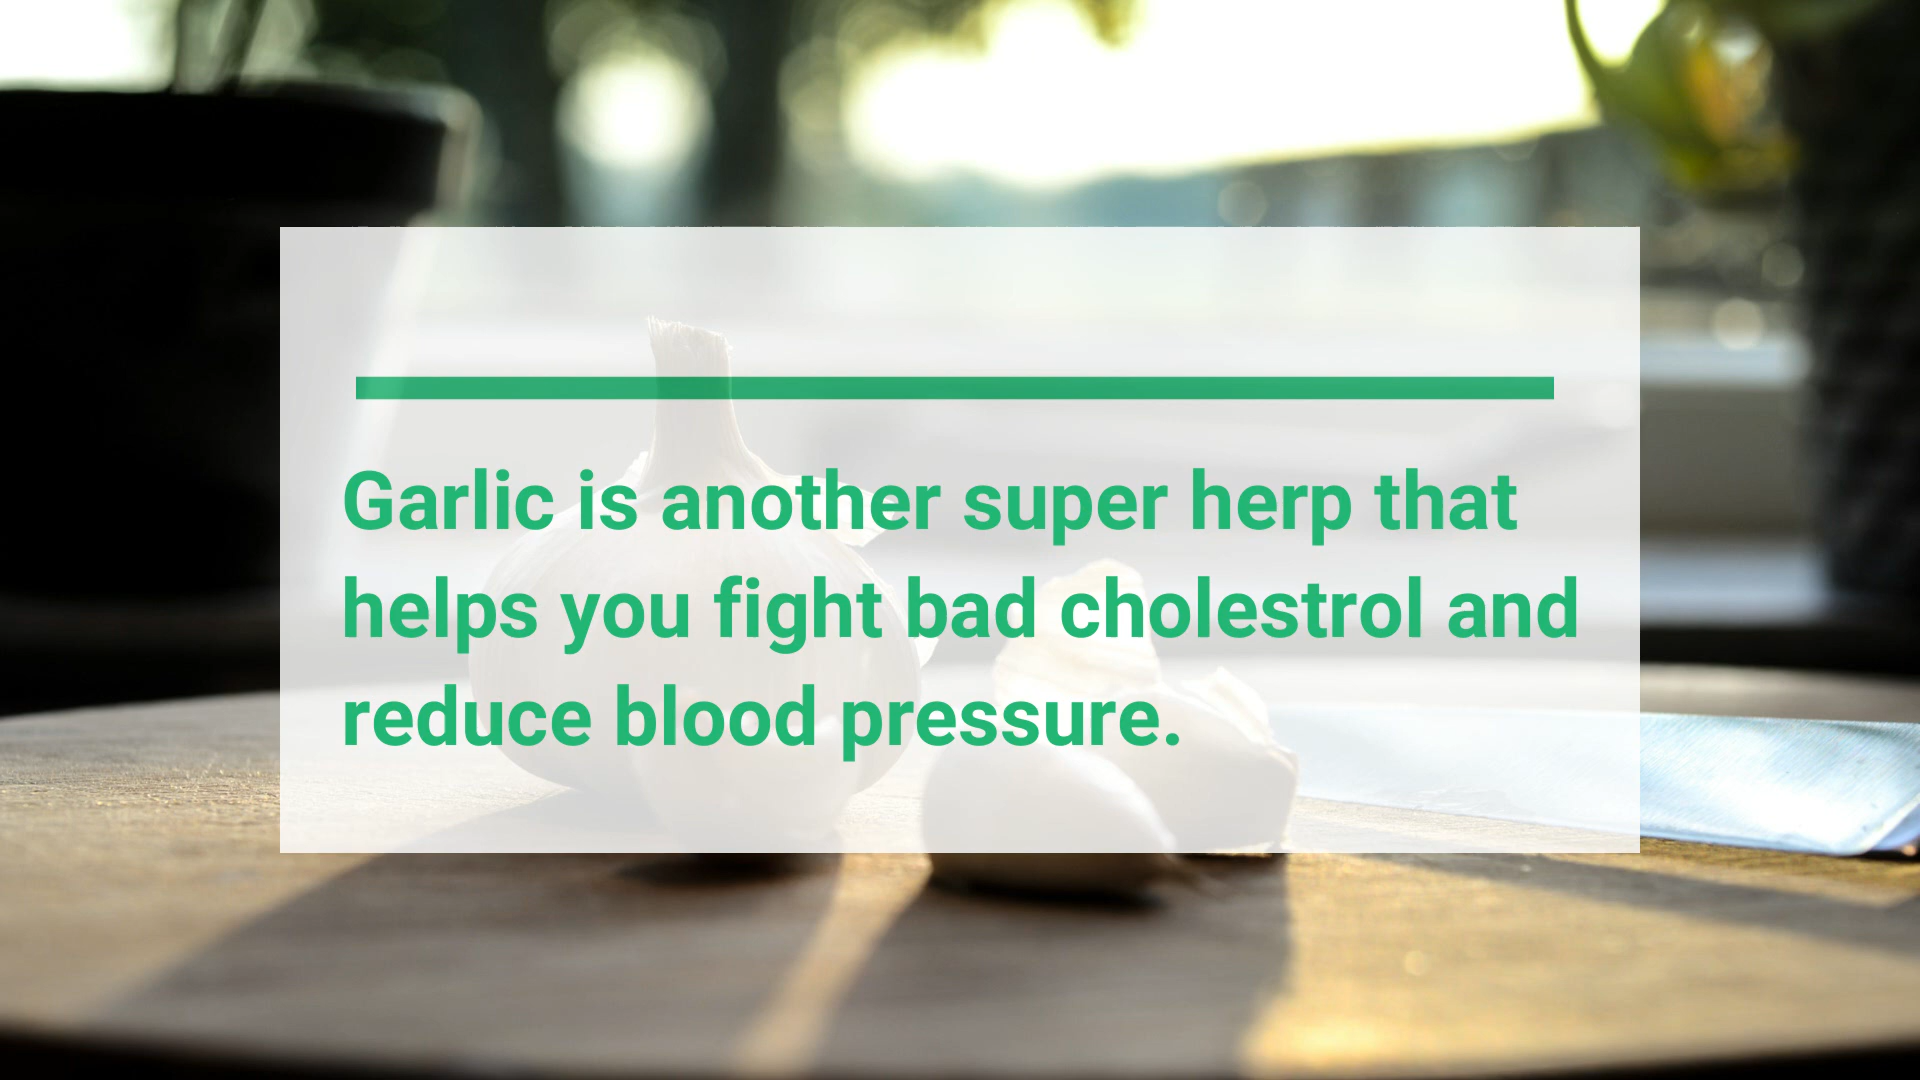 Garlic is another super herp that
helps you fight bad cholestrol and
reduce blood pressure.